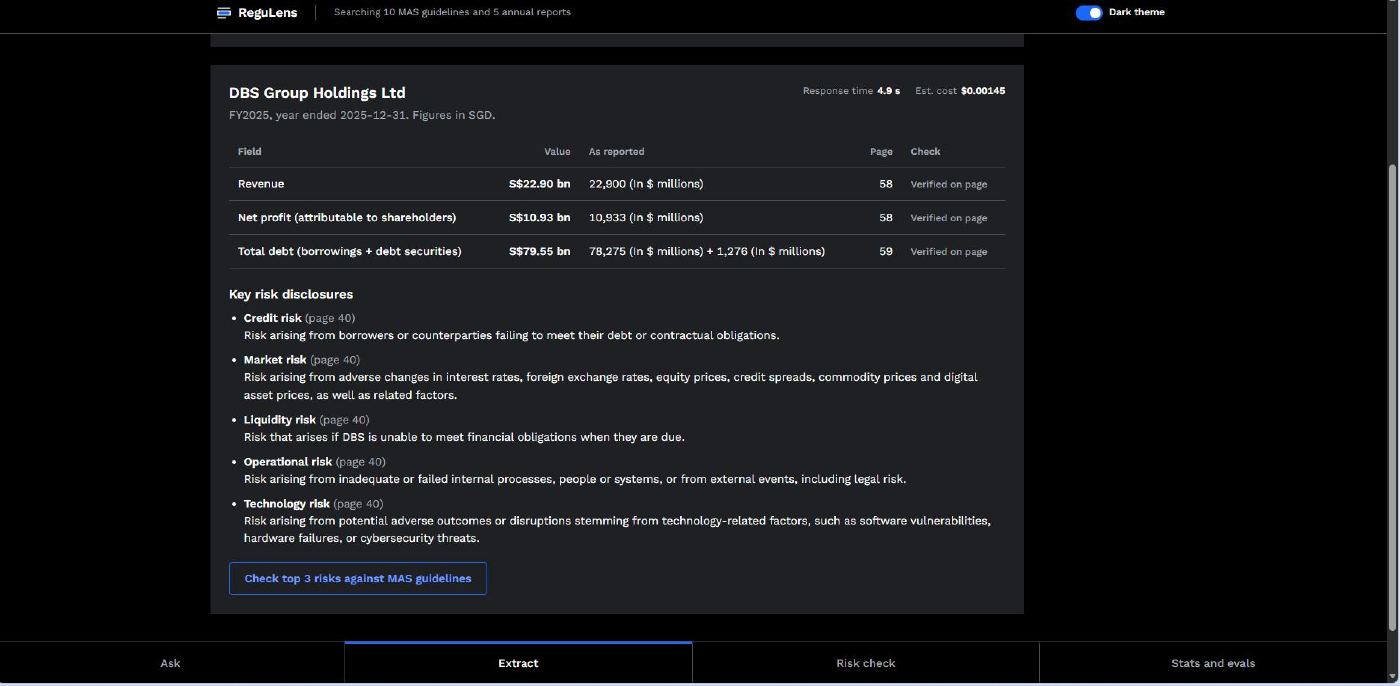 ReguLens Searching 10 MAS guidelines and 5 annual reports Dark theme
DBS Group Holdings Ltd Response time 4.9 s Est. cost $0.00145
FY2025, year ended 2025-12-31. Figures in SGD.
Field Value As reported Page Check
Revenue S$22.90 bn 22,900 (In $ millions) 58 Verified on page
Net profit (attributable to shareholders) S$10.93 bn 10,933 (In $ millions) 58 Verified on page
Total debt (borrowings + debt securities) S$79.55 bn 78,275 (In $ millions) + 1,276 (In $ millions) 59 Verified on page
Key risk disclosures
• Credit risk (page 40)
Risk arising from borrowers or counterparties failing to meet their debt or contractual obligations.
• Market risk (page 40)
Risk arising from adverse changes in interest rates, foreign exchange rates, equity prices, credit spreads, commodity prices and digital
asset prices, as well as related factors.
• Liquidity risk (page 40)
Risk that arises if DBS is unable to meet financial obligations when they are due.
• Operational risk (page 40)
Risk arising from inadequate or failed internal processes, people or systems, or from external events, including legal risk.
• Technology risk (page 40)
Risk arising from potential adverse outcomes or disruptions stemming from technology-related factors, such as software vulnerabilities,
hardware failures, or cybersecurity threats.
Check top 3 risks against MAS guidelines
Ask Extract Risk check Stats and evals